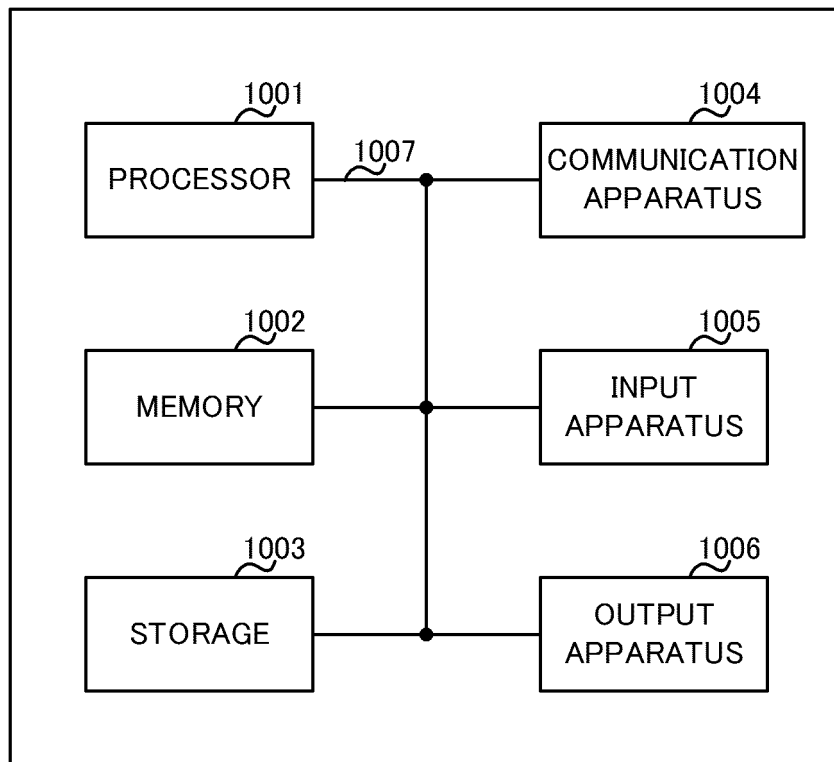 1001
PROCESSOR
1007
1004
COMMUNICATION
APPARATUS
1002
MEMORY
1005
INPUT
APPARATUS
1003
STORAGE
1006
OUTPUT
APPARATUS